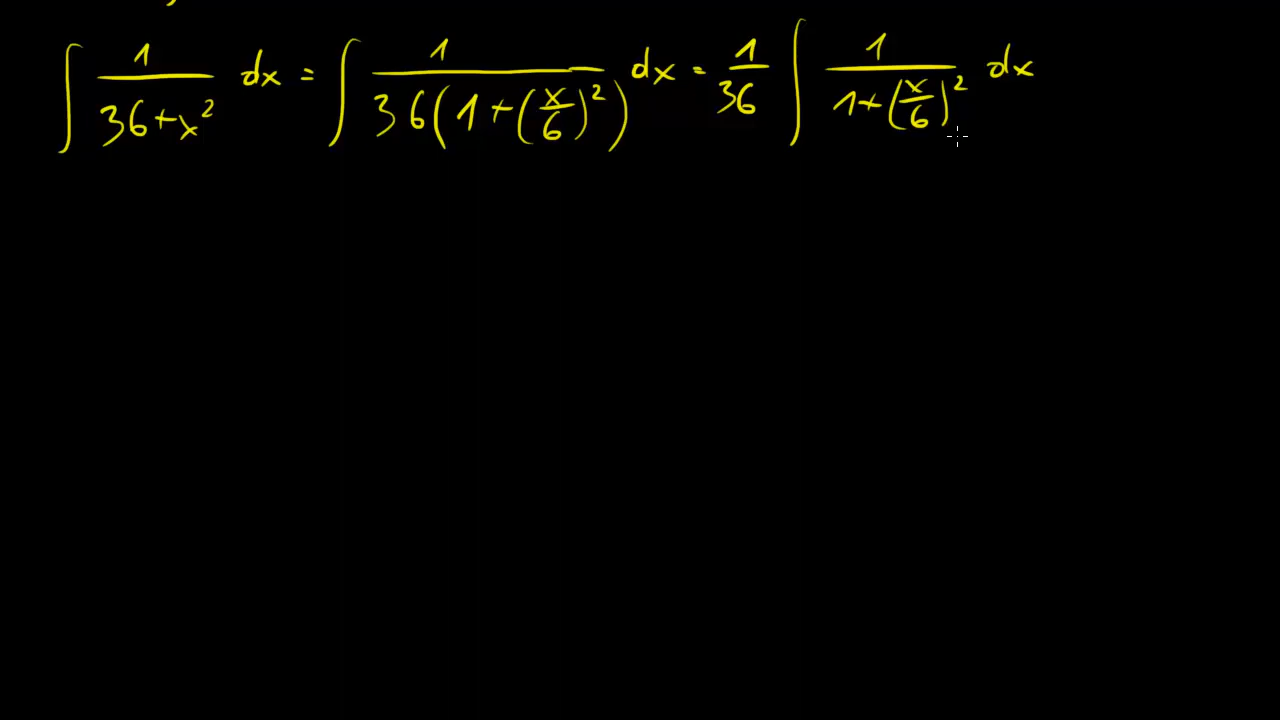 ∫ 1/(36+x²) dx = ∫ 1/(36(1+(x/6)²)) dx = 1/36 ∫ 1/(1+(x/6)²) dx